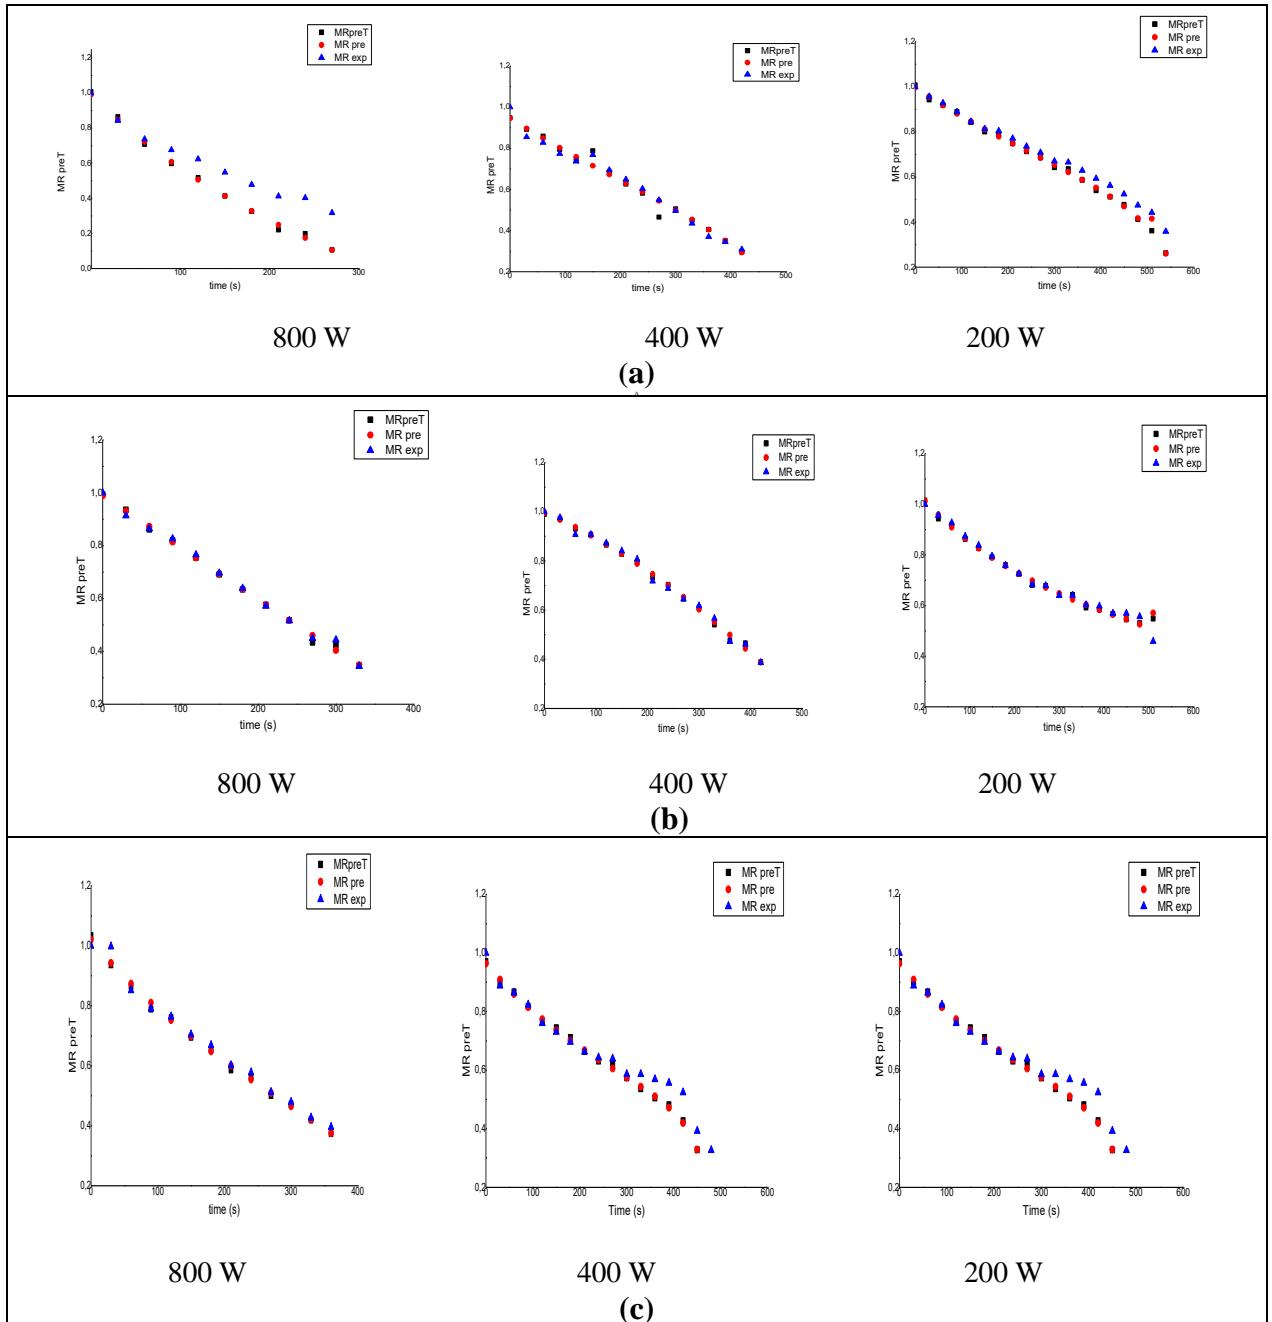 MRpreT
MR pre
MR exp
1,2
1,0
0,8
0,6
0,4
0,2
0,0
MR preT
100
200
300
time (s)
MRpreT
MR pre
MR exp
1,2
1,0
0,8
0,6
0,4
0,2
MR preT
0
100
200
300
400
500
time (s)
MRpreT
MR pre
MR exp
1,2
1,0
0,8
0,6
0,4
0,2
MR preT
0
100
200
300
400
500
600
time (s)
800 W
400 W
200 W
(a)
MRpreT
MR pre
MR exp
1,2
1,0
0,8
0,6
0,4
0,2
MR preT
0
100
200
300
400
time (s)
MRpreT
MR pre
MR exp
1,2
1,0
0,8
0,6
0,4
0,2
MR preT
0
100
200
300
400
500
time (s)
MRpreT
MR pre
MR exp
1,2
1,0
0,8
0,6
0,4
0,2
MR preT
0
100
200
300
400
500
600
time (s)
800 W
400 W
200 W
(b)
MRpreT
MR pre
MR exp
1,2
1,0
0,8
0,6
0,4
0,2
MR preT
0
100
200
300
400
time (s)
MR preT
MR pre
MR exp
1,2
1,0
0,8
0,6
0,4
0,2
MR preT
0
100
200
300
400
500
600
Time (s)
MR preT
MR pre
MR exp
1,2
1,0
0,8
0,6
0,4
0,2
MR preT
0
100
200
300
400
500
600
Time (s)
800 W
400 W
200 W
(c)